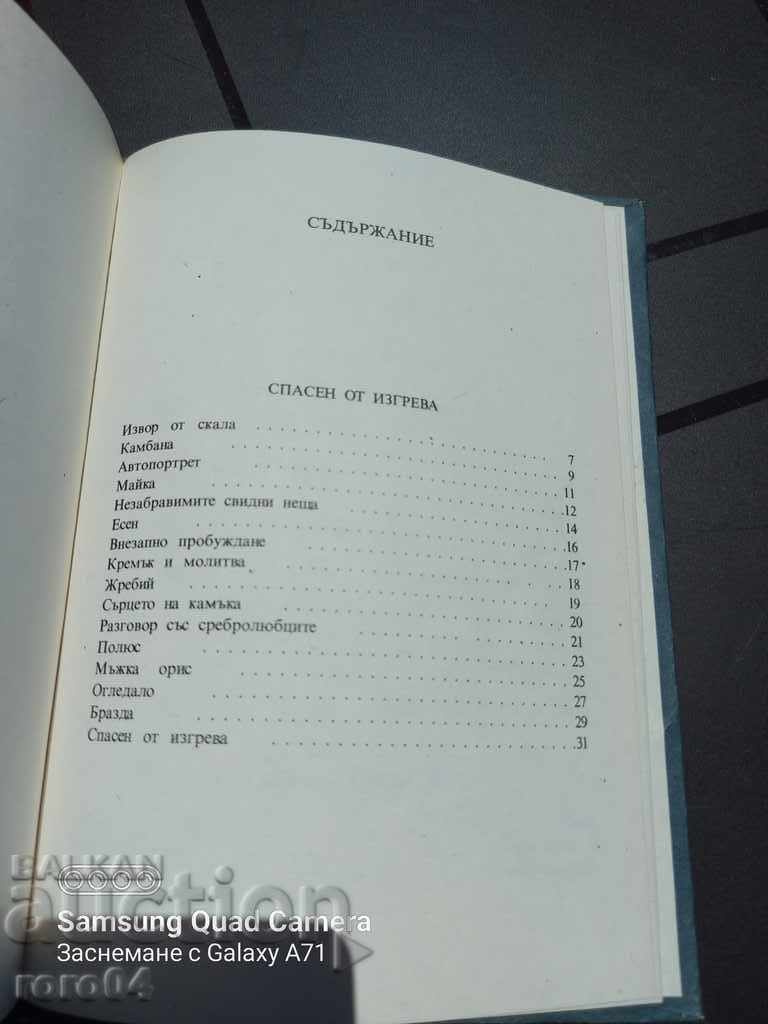 СЪДЪРЖАНИЕ
СПАСЕН ОТ ИЗГРЕВА
Извор от скала . . . . . . . . . . . . . . 7
Камбана . . . . . . . . . . . . . . 9
Автопортрет . . . . . . . . . . . . . . 11
Майка . . . . . . . . . . . . . . 12
Незабравимите свидни неща . . . . . . . . . . . . . . 14
Есен . . . . . . . . . . . . . . 16
Внезапно пробуждане . . . . . . . . . . . . . . 17
Кремък и молитва . . . . . . . . . . . . . . 18
Жребий . . . . . . . . . . . . . . 19
Сърцето на камъка . . . . . . . . . . . . . . 20
Разговор със сребролюбците . . . . . . . . . . . . . . 21
Полюс . . . . . . . . . . . . . . 23
Мъжка орис . . . . . . . . . . . . . . 25
Огледало . . . . . . . . . . . . . . 27
Бразда . . . . . . . . . . . . . . 29
Спасен от изгрева . . . . . . . . . . . . . . 31
BALKAN
auction
Samsung Quad Camera
Заснемане с Galaxy A71
roro04